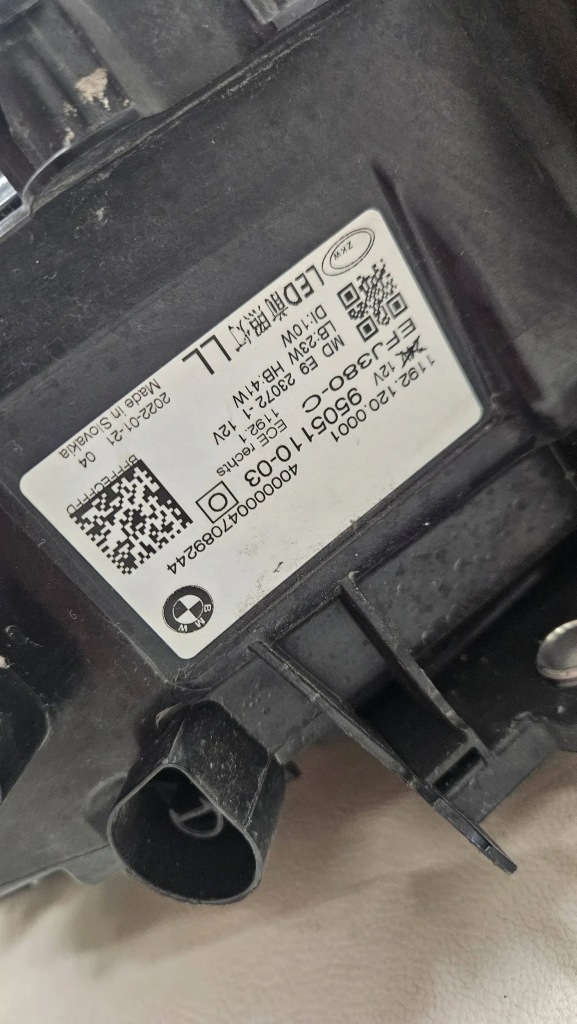 ZKW
LED前照灯 LL
1192.120.0001
12V
EFJ380-C
9505110-03
MD E9 23072-1 12V
LB:23W HB:41W
DI:10W
1192.1
ECE rechts
400000047089244
2022-01-21 04
Made in Slovakia
BMW